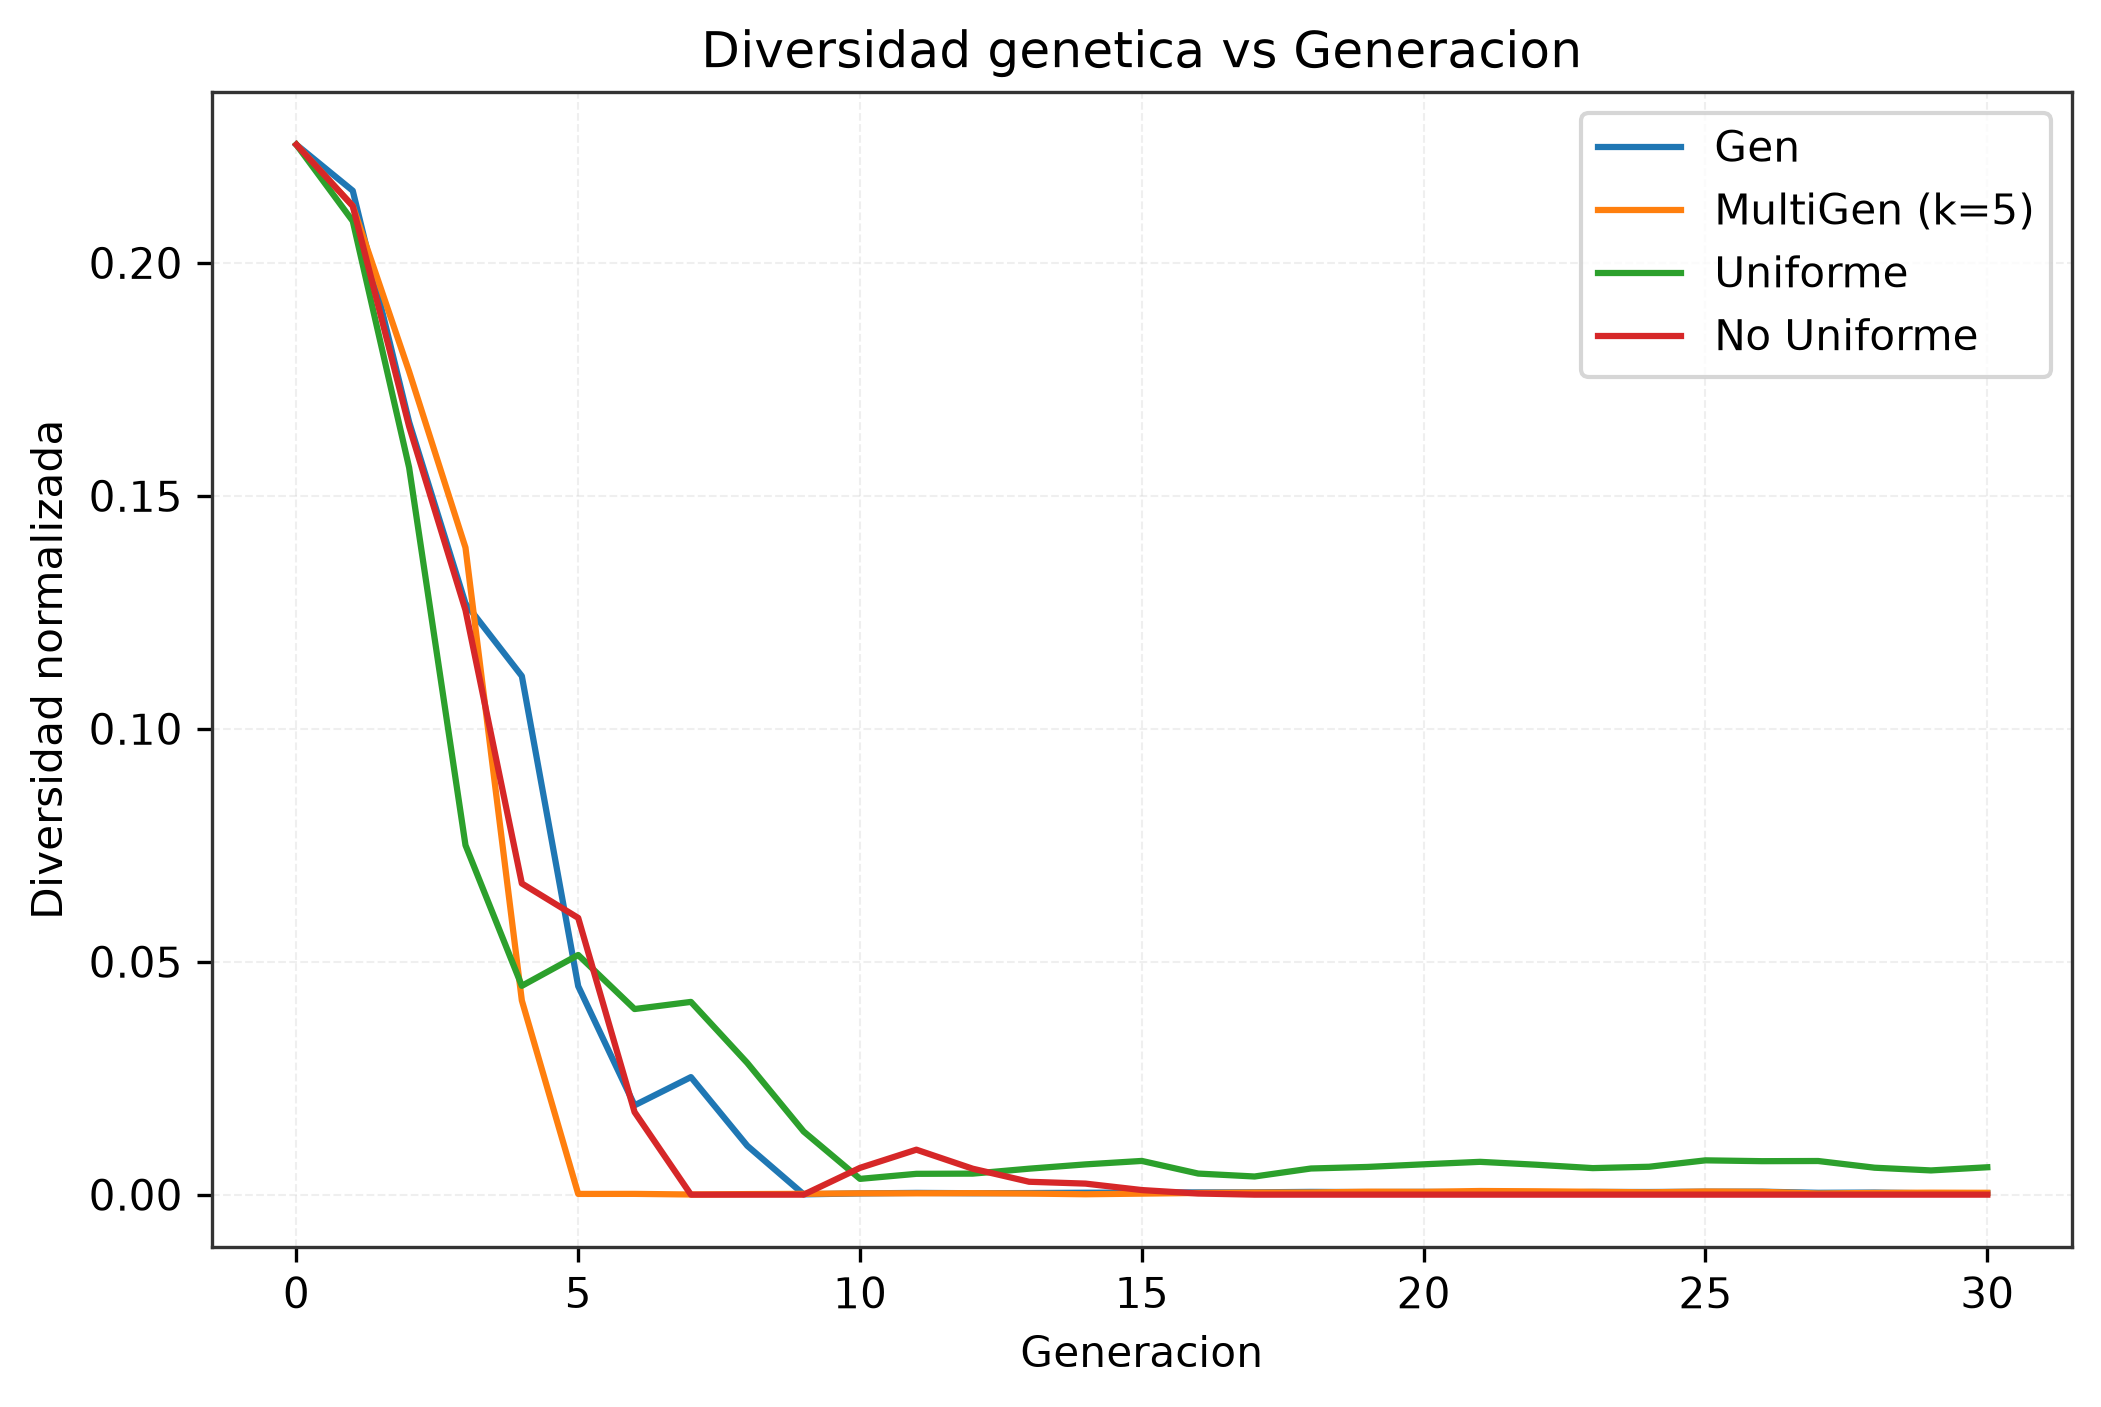 Diversidad genetica vs Generacion
Gen
MultiGen (k=5)
Uniforme
No Uniforme
Diversidad normalizada
0.20
0.15
0.10
0.05
0.00
0 5 10 15 20 25 30
Generacion